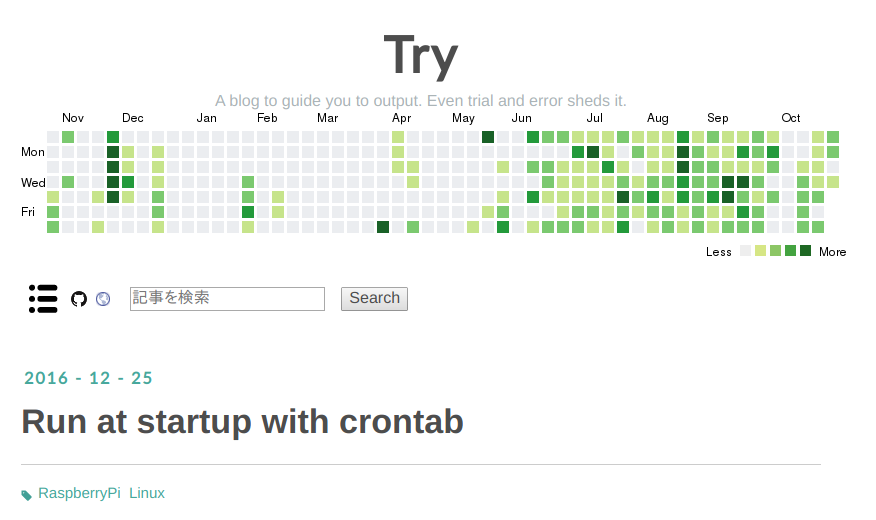 Try
A blog to guide you to output. Even trial and error sheds it.
Nov Dec Jan Feb Mar Apr May Jun Jul Aug Sep Oct
Mon
Wed
Fri
Less More
記事を検索 Search
2016 - 12 - 25
Run at startup with crontab
RaspberryPi Linux